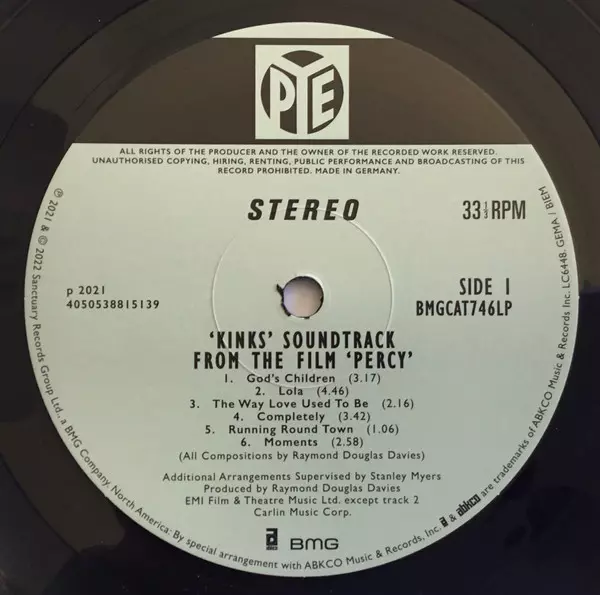 PYE
ALL RIGHTS OF THE PRODUCER AND THE OWNER OF THE RECORDED WORK RESERVED.
UNAUTHORISED COPYING, HIRING, RENTING, PUBLIC PERFORMANCE AND BROADCASTING OF THIS
RECORD PROHIBITED. MADE IN GERMANY.
STEREO
33 1/3 RPM
p 2021
4050538815139
SIDE 1
BMGCAT746LP
'KINKS' SOUNDTRACK
FROM THE FILM 'PERCY'
1. God's Children (3.17)
2. Lola (4.46)
3. The Way Love Used To Be (2.16)
4. Completely (3.42)
5. Running Round Town (1.06)
6. Moments (2.58)
(All Compositions by Raymond Douglas Davies)
Additional Arrangements Supervised by Stanley Myers
Produced by Raymond Douglas Davies
EMI Film & Theatre Music Ltd. except track 2
Carlin Music Corp.
a abkco BMG
℗ 2021 & © 2022 Sanctuary Records Group Ltd., a BMG Company. North America: By special arrangement with ABKCO Music & Records, Inc. a & abkco are trademarks of ABKCO Music & Records Inc. LC6448. GEMA / BIEM